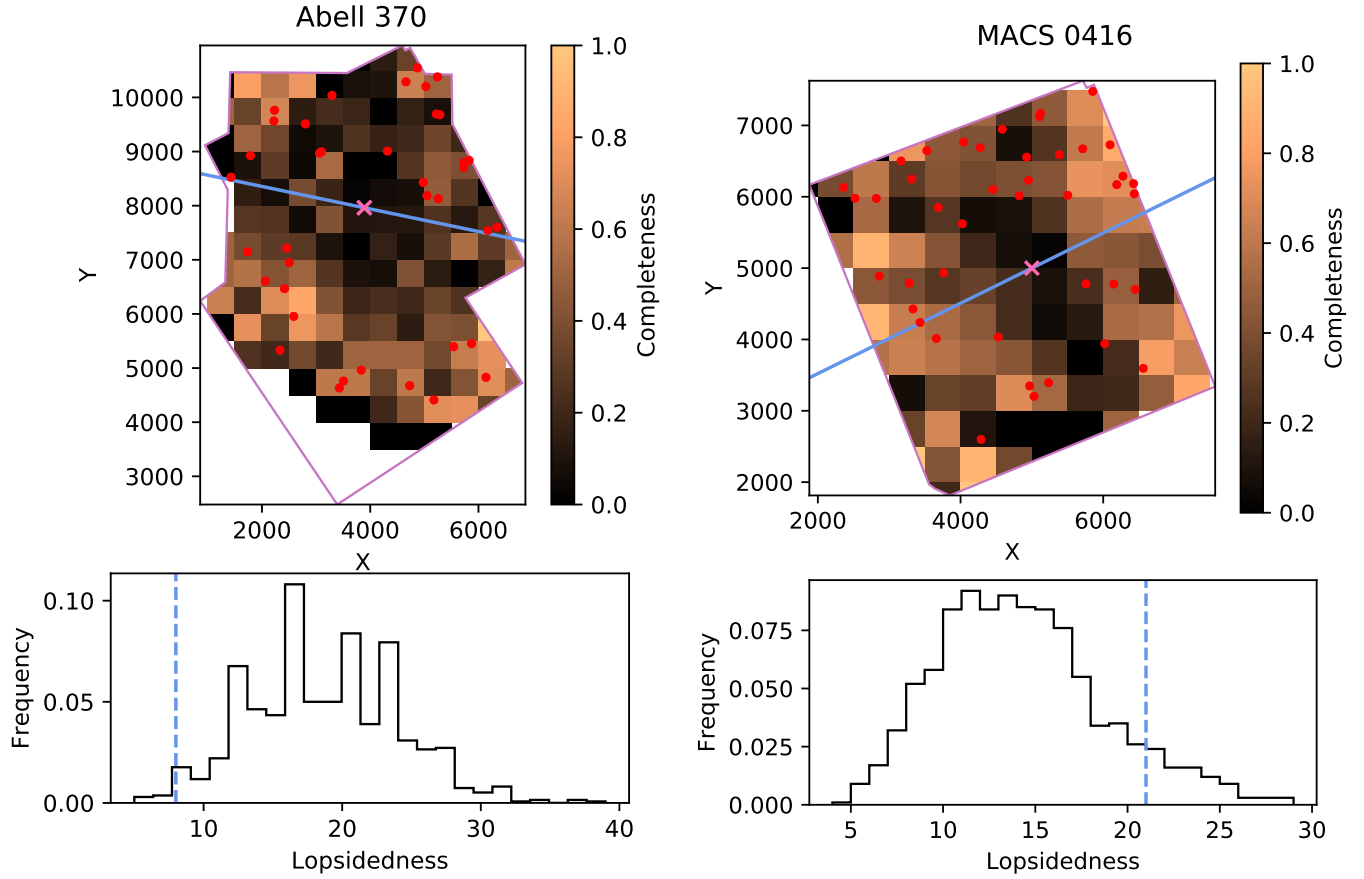 Abell 370
10000
9000
8000
7000
6000
5000
4000
3000
Y
2000 4000 6000
X
1.0
0.8
0.6
0.4
0.2
0.0
Completeness
MACS 0416
7000
6000
5000
4000
3000
2000
Y
2000 4000 6000
X
1.0
0.8
0.6
0.4
0.2
0.0
Completeness
0.10
0.05
0.00
Frequency
10 20 30 40
Lopsidedness
0.075
0.050
0.025
0.000
Frequency
5 10 15 20 25 30
Lopsidedness